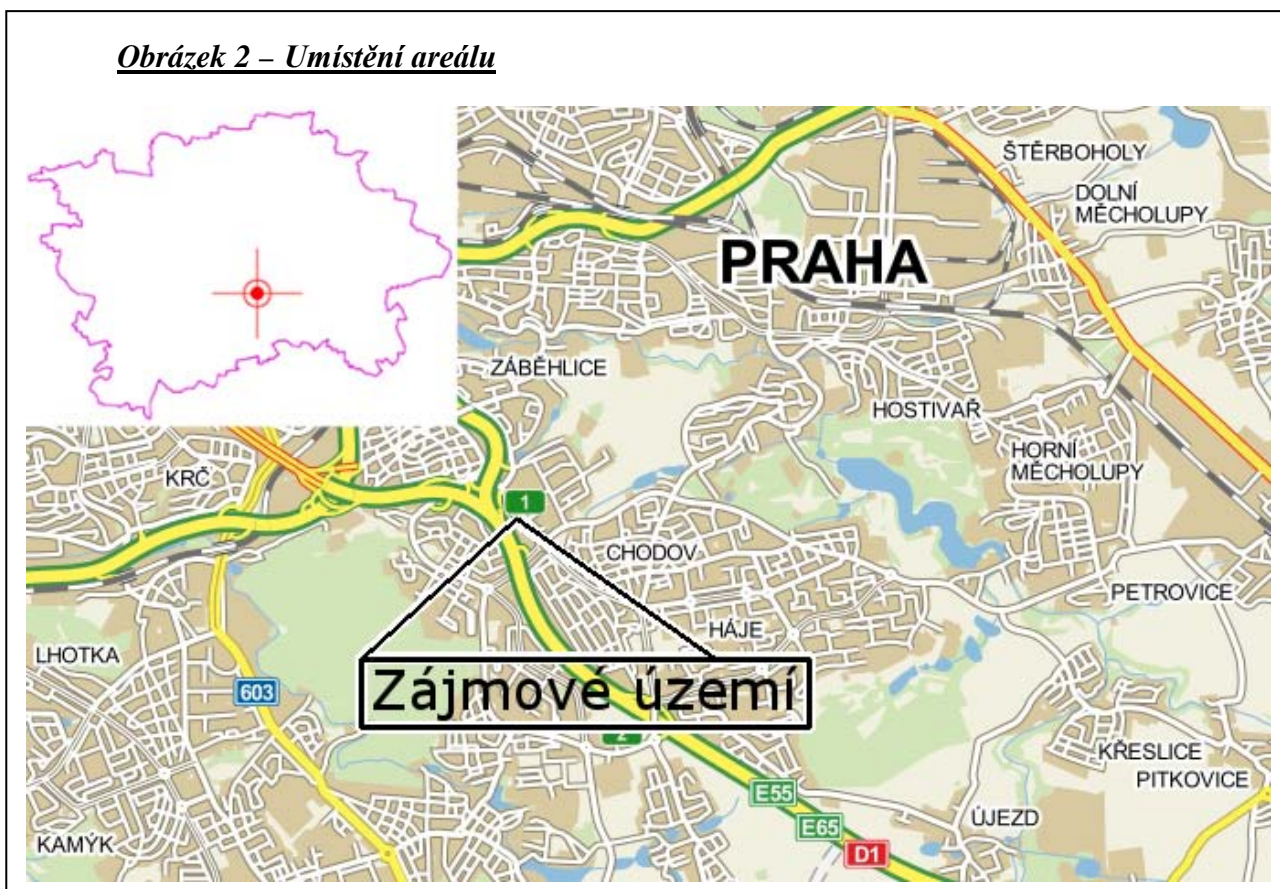 Obrázek 2 – Umístění areálu
ŠTĚRBOHOLY
DOLNÍ
MĚCHOLUPY
PRAHA
ZÁBĚHLICE
HOSTIVAŘ
HORNÍ
MĚCHOLUPY
KRČ
1
CHODOV
PETROVICE
HÁJE
LHOTKA
Zájmové území
603
2
KŘESLICE
PITKOVICE
E55
ÚJEZD
E65
KAMÝK
D1